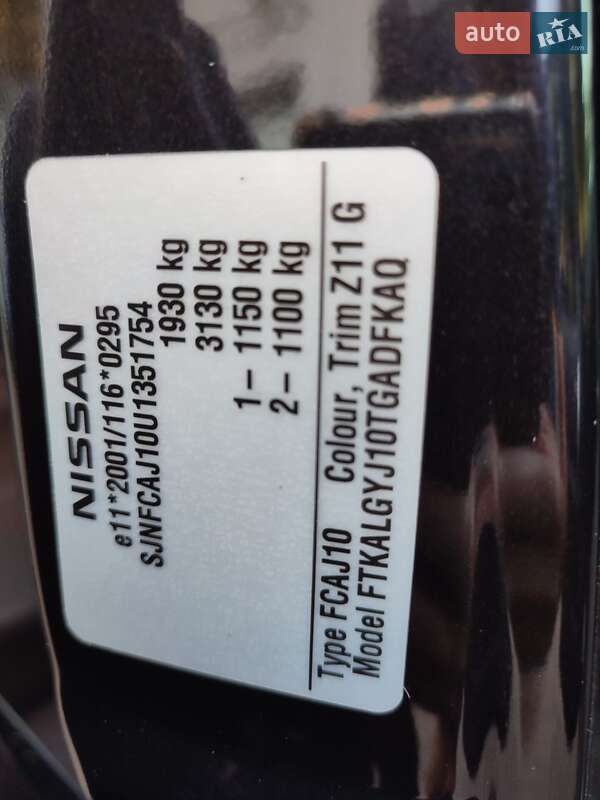 auto RIA .com
NISSAN
e11*2001/116*0295
SJNFCAJ10U1351754
1930 kg
3130 kg
1– 1150 kg
2– 1100 kg
Type FCAJ10 Colour, Trim Z11 G
Model FTKALGYJ10TGADFKAQ